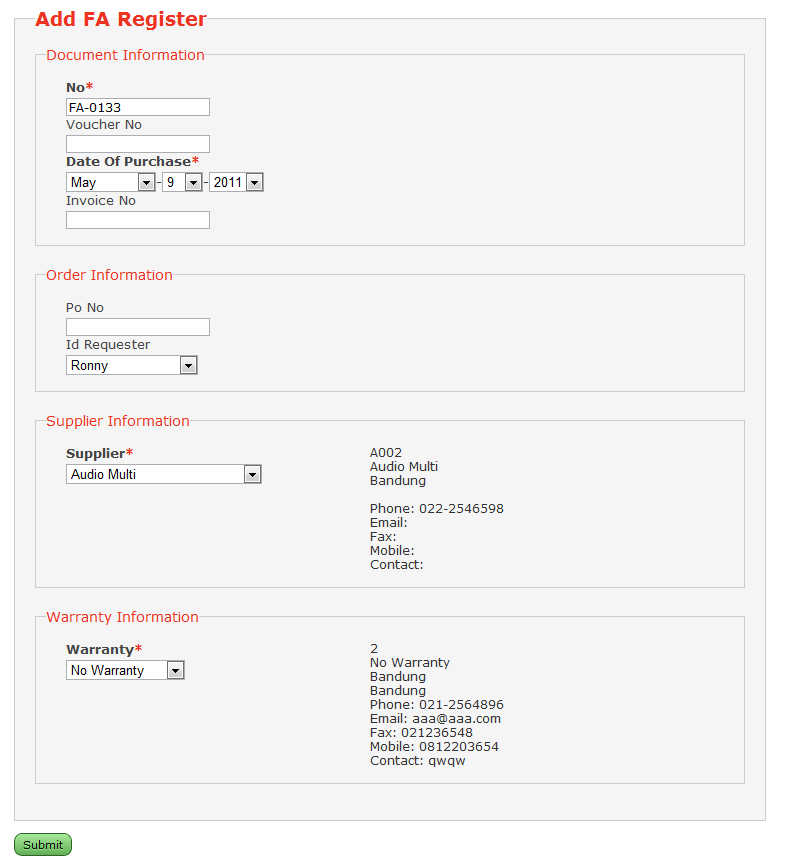 Add FA Register
Document Information
No*
FA-0133
Voucher No
Date Of Purchase*
May - 9 - 2011
Invoice No
Order Information
Po No
Id Requester
Ronny
Supplier Information
Supplier*
Audio Multi
A002
Audio Multi
Bandung
Phone: 022-2546598
Email:
Fax:
Mobile:
Contact:
Warranty Information
Warranty*
No Warranty
2
No Warranty
Bandung
Bandung
Phone: 021-2564896
Email: aaa@aaa.com
Fax: 021236548
Mobile: 0812203654
Contact: qwqw
Submit